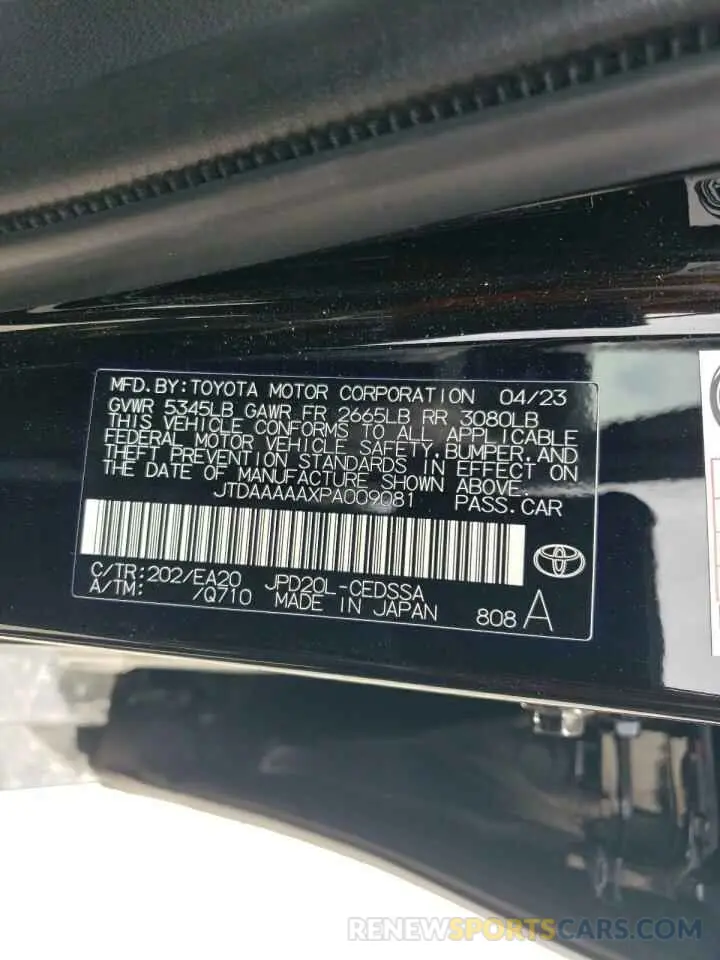 MFD. BY: TOYOTA MOTOR CORPORATION 04/23
GVWR 5345LB GAWR FR 2665LB RR 3080LB
THIS VEHICLE CONFORMS TO ALL APPLICABLE
FEDERAL MOTOR VEHICLE SAFETY, BUMPER, AND
THEFT PREVENTION STANDARDS IN EFFECT ON
THE DATE OF MANUFACTURE SHOWN ABOVE.
JTDAAAAAXPA009081 PASS. CAR
C/TR: 202/EA20 JPD20L-CEDSSA
A/TM: /Q710 MADE IN JAPAN 808 A
RENEWSPORTSCARS.COM